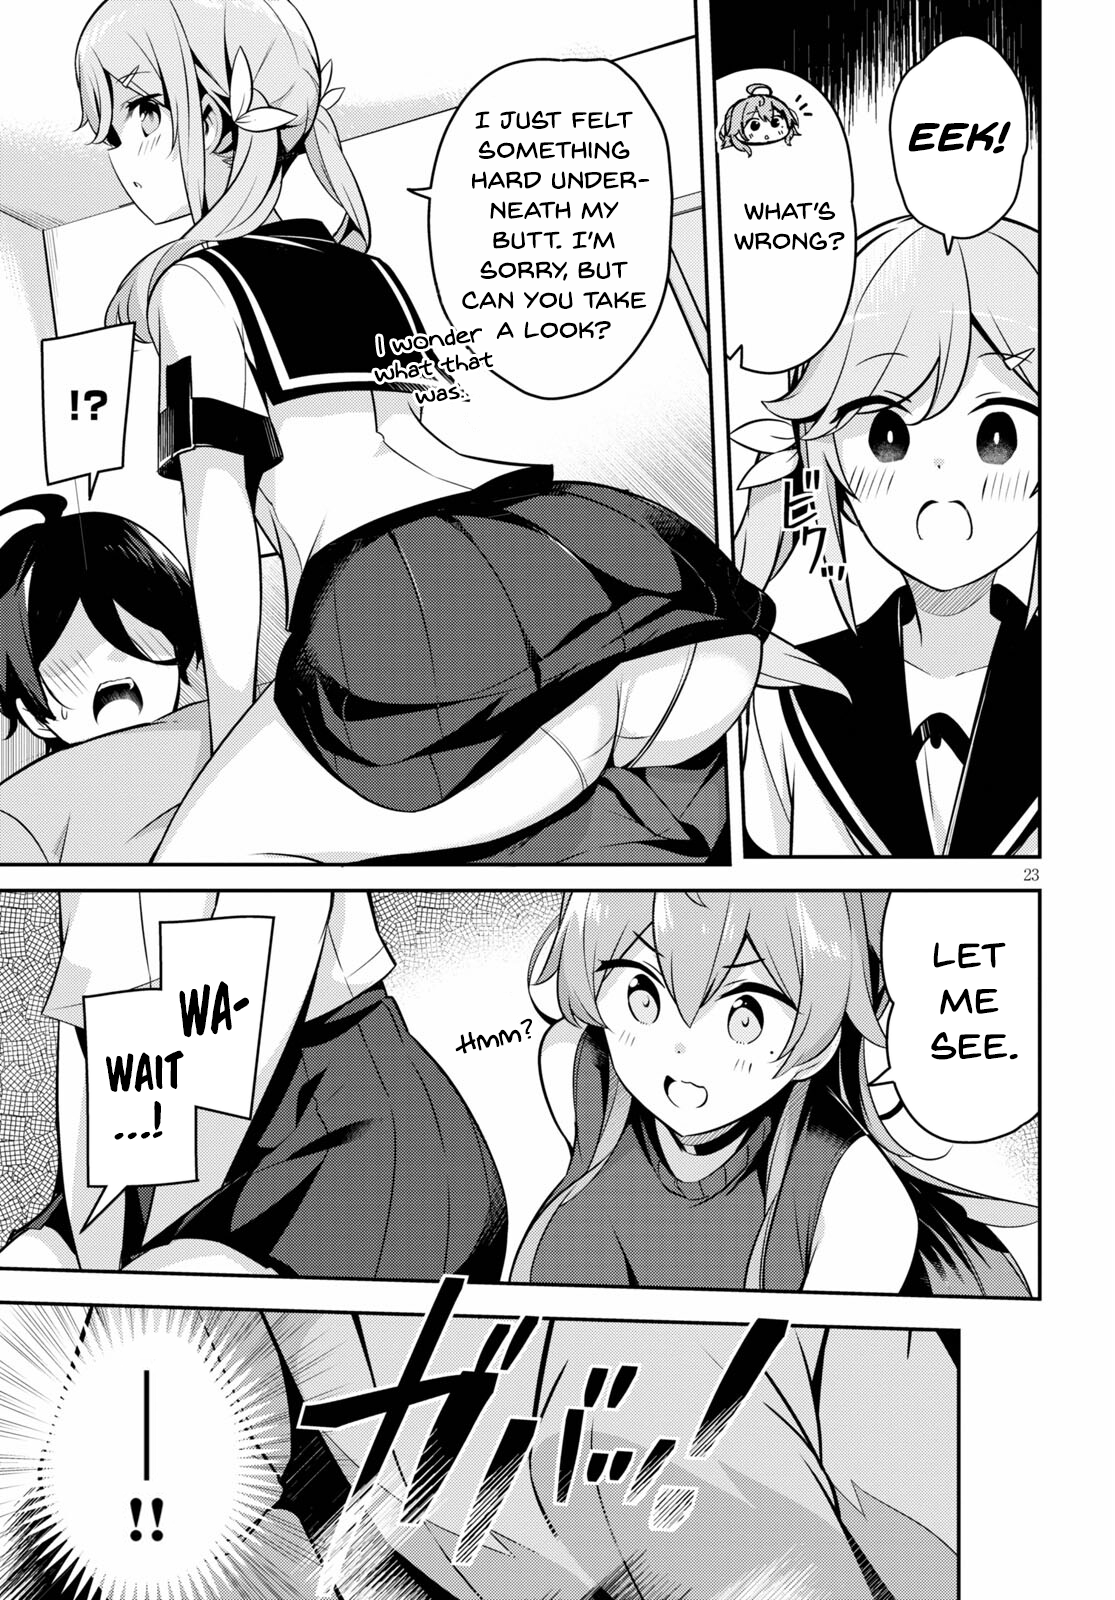 EEK!
WHAT'S
WRONG?
ビクッ
I JUST FELT
SOMETHING
HARD UNDER-
NEATH MY
BUTT. I'M
SORRY, BUT
CAN YOU TAKE
A LOOK?
I wonder
what that
was.
!?
23
LET
ME
SEE.
Hmm?
WA-
WAIT
...!
ガバッ!
—!!